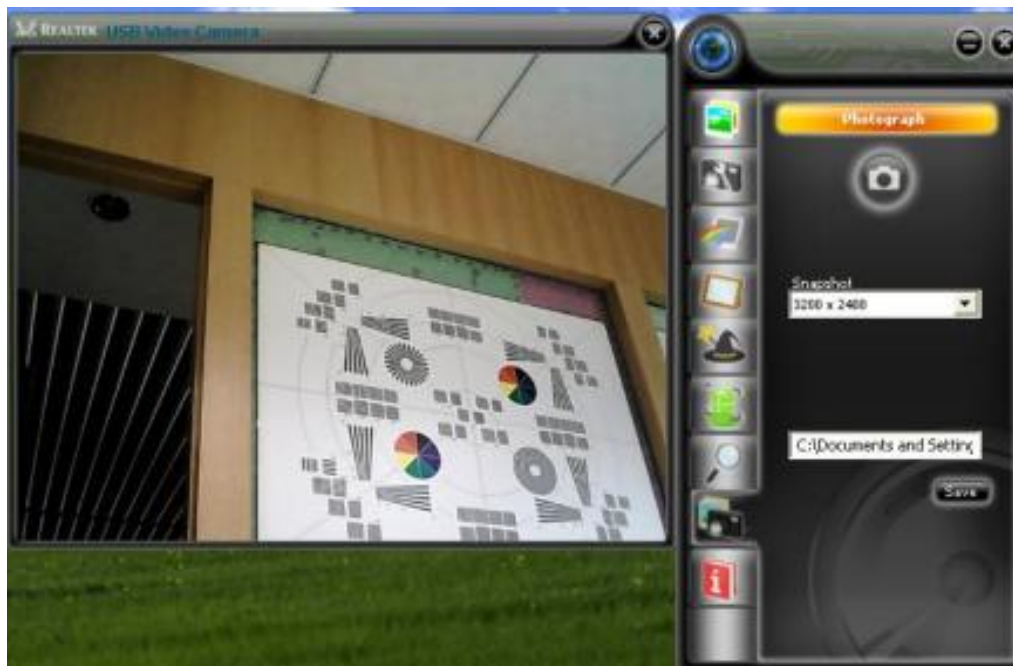 REALTEK USB Video Camera
Photograph
Snapshot
3200 x 2400
C:\Documents and Setting
Save